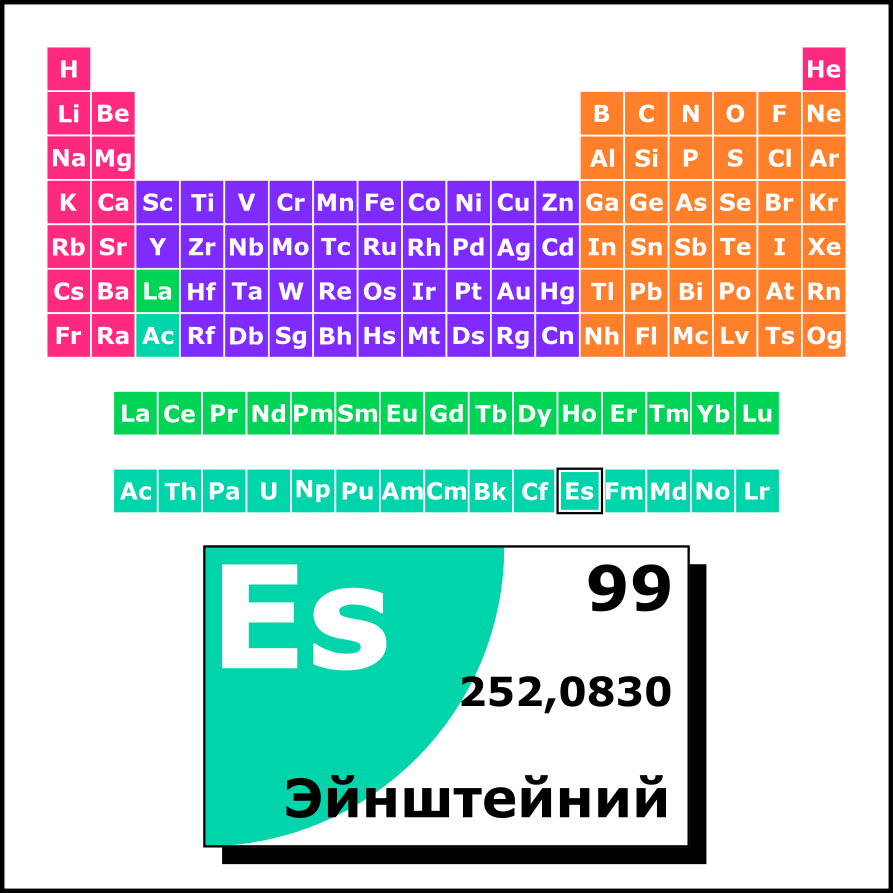 H He
Li Be B C N O F Ne
Na Mg Al Si P S Cl Ar
K Ca Sc Ti V Cr Mn Fe Co Ni Cu Zn Ga Ge As Se Br Kr
Rb Sr Y Zr Nb Mo Tc Ru Rh Pd Ag Cd In Sn Sb Te I Xe
Cs Ba La Hf Ta W Re Os Ir Pt Au Hg Tl Pb Bi Po At Rn
Fr Ra Ac Rf Db Sg Bh Hs Mt Ds Rg Cn Nh Fl Mc Lv Ts Og
La Ce Pr Nd Pm Sm Eu Gd Tb Dy Ho Er Tm Yb Lu
Ac Th Pa U Np Pu Am Cm Bk Cf Es Fm Md No Lr
Es 99
252,0830
Эйнштейний